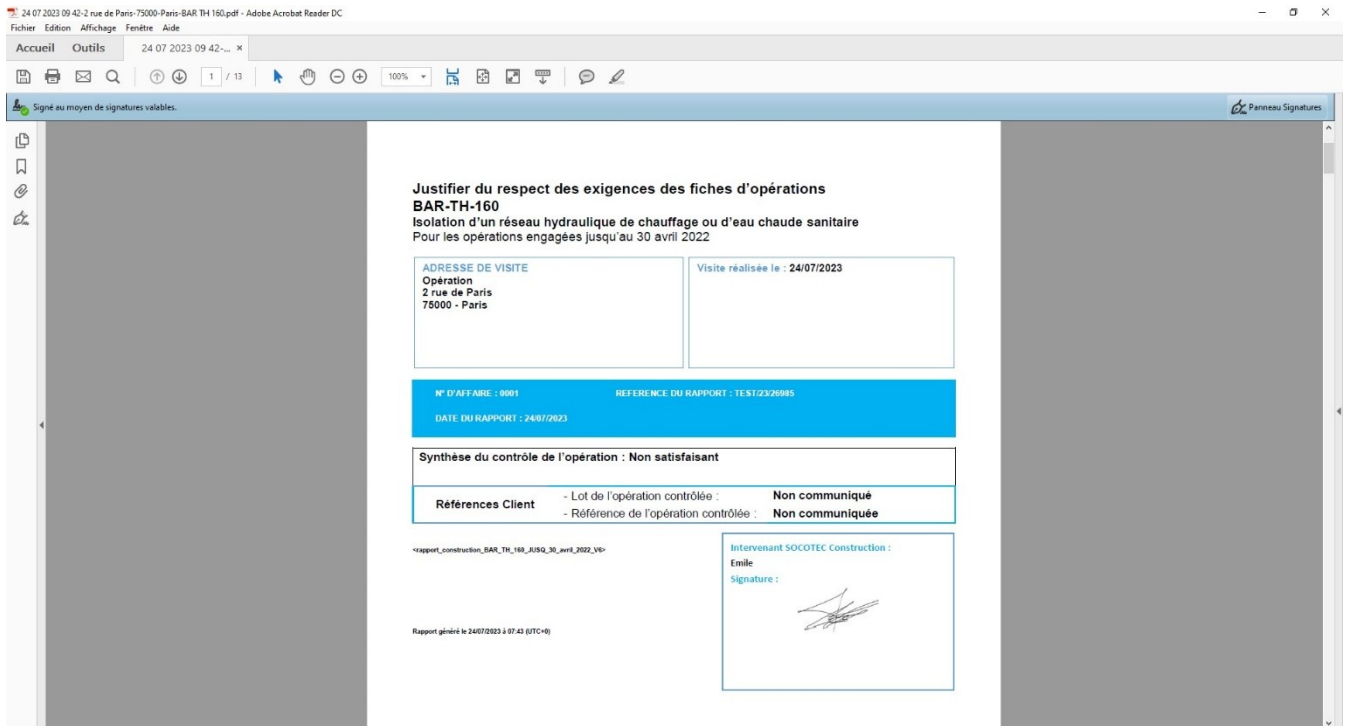 24 07 2023 09 42-2 rue de Paris-75000-Paris-BAR TH 160.pdf - Adobe Acrobat Reader DC
Fichier Edition Affichage Fenêtre Aide
Accueil Outils 24 07 2023 09 42-... ×
1 / 13 100%
Signé au moyen de signatures valables. Panneau Signatures
Justifier du respect des exigences des fiches d'opérations
BAR-TH-160
Isolation d'un réseau hydraulique de chauffage ou d'eau chaude sanitaire
Pour les opérations engagées jusqu'au 30 avril 2022
ADRESSE DE VISITE
Opération
2 rue de Paris
75000 - Paris
Visite réalisée le : 24/07/2023
N° D'AFFAIRE : 0001 REFERENCE DU RAPPORT : TEST/23/26985
DATE DU RAPPORT : 24/07/2023
Synthèse du contrôle de l'opération : Non satisfaisant
Références Client
- Lot de l'opération contrôlée : Non communiqué
- Référence de l'opération contrôlée : Non communiquée
<rapport_construction_BAR_TH_160_JUSQ_30_avril_2022_V6>
Intervenant SOCOTEC Construction :
Emile
Signature :
Rapport généré le 24/07/2023 à 07:43 (UTC+0)